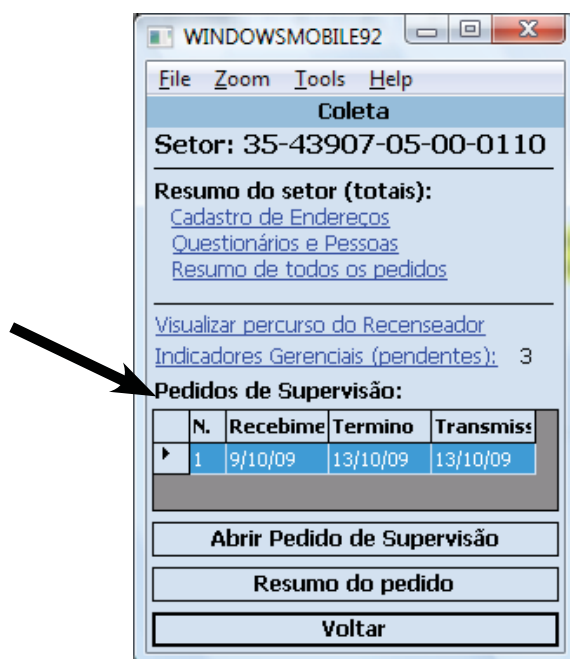 WINDOWSMOBILE92
File Zoom Tools Help
Coleta
Setor: 35-43907-05-00-0110
Resumo do setor (totais):
Cadastro de Endereços
Questionários e Pessoas
Resumo de todos os pedidos
Visualizar percurso do Recenseador
Indicadores Gerenciais (pendentes): 3
Pedidos de Supervisão:
N. Recebime Termino Transmiss
1 9/10/09 13/10/09 13/10/09
Abrir Pedido de Supervisão
Resumo do pedido
Voltar